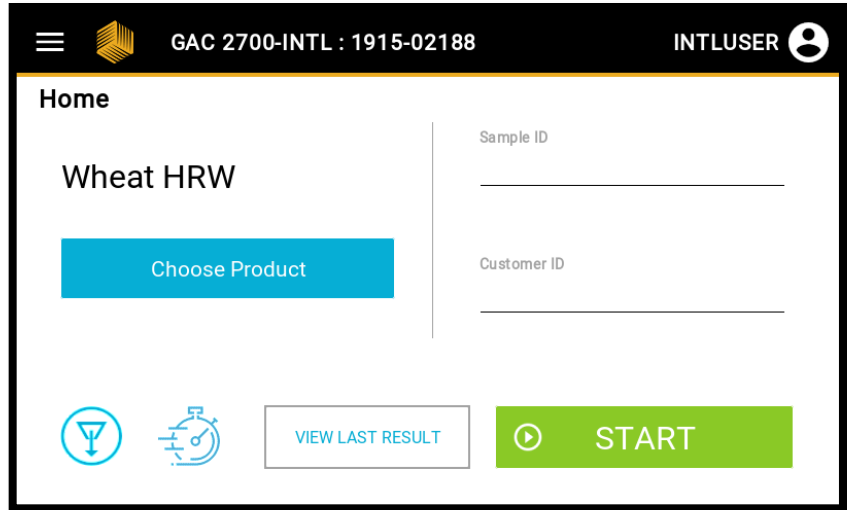 GAC 2700-INTL : 1915-02188
INTLUSER
Home
Wheat HRW
Choose Product
Sample ID
Customer ID
VIEW LAST RESULT
START